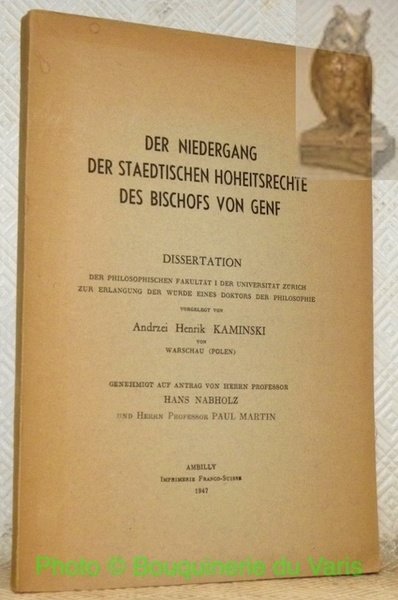 DER NIEDERGANG
DER STAEDTISCHEN HOHEITSRECHTE
DES BISCHOFS VON GENF
DISSERTATION
DER PHILOSOPHISCHEN FAKULTÄT I DER UNIVERSITÄT ZÜRICH
ZUR ERLANGUNG DER WÜRDE EINES DOKTORS DER PHILOSOPHIE
VORGELEGT VON
Andrzei Henrik KAMINSKI
VON
WARSCHAU (POLEN)
GENEHMIGT AUF ANTRAG VON HERRN PROFESSOR
HANS NABHOLZ
UND HERRN PROFESSOR PAUL MARTIN
AMBILLY
IMPRIMERIE FRANCO-SUISSE
1947
Photo © Bouquinerie du Varis